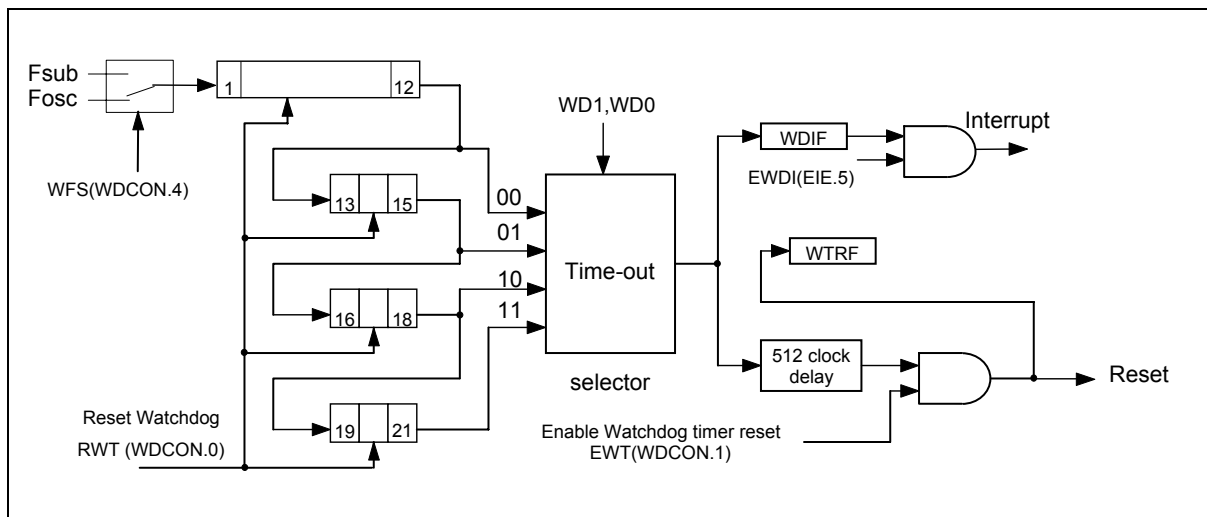 Fsub
Fosc
WFS(WDCON.4)
1 12
13 15
16 18
19 21
Reset Watchdog
RWT (WDCON.0)
WD1,WD0
00
01
10
11
Time-out
selector
WDIF
EWDI(EIE.5)
Interrupt
WTRF
512 clock
delay
Reset
Enable Watchdog timer reset
EWT(WDCON.1)